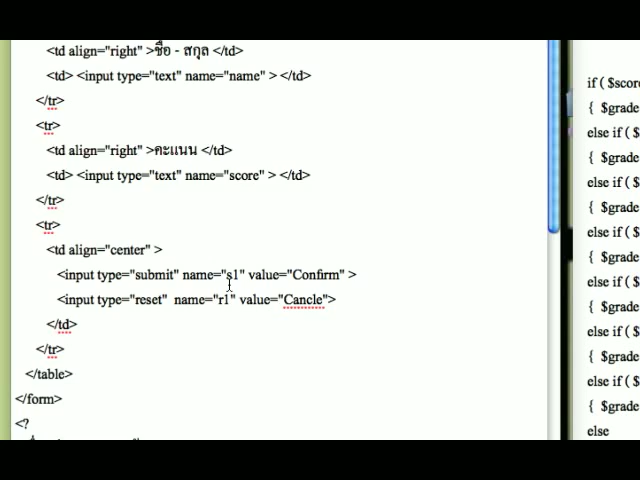 <td align="right" >ชื่อ - สกุล </td>
<td> <input type="text" name="name" > </td>
</tr>
<tr>
<td align="right" >คะแนน </td>
<td> <input type="text" name="score" > </td>
</tr>
<tr>
<td align="center" >
<input type="submit" name="s1" value="Confirm" >
<input type="reset"  name="r1" value="Cancle">
</td>
</tr>
</table>
</form>
<?
if ( $score
{ $grade
else if ( $
{ $grade
else if ( $
{ $grade
else if ( $
{ $grade
else if ( $
{ $grade
else if ( $
{ $grade
else if ( $
{ $grade
else